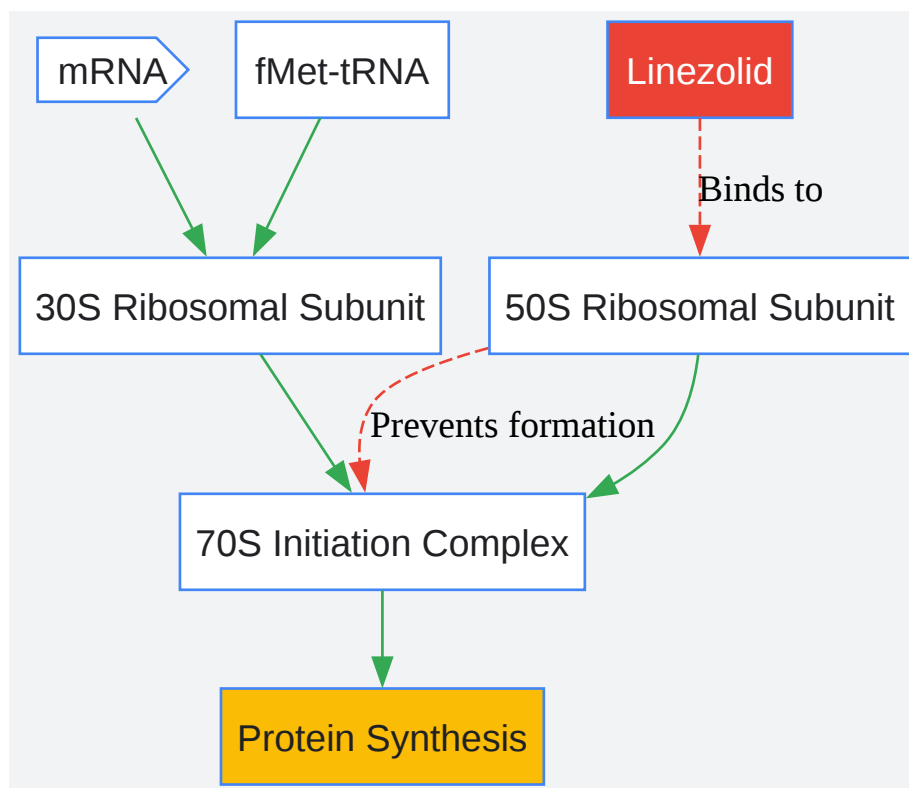 mRNA
fMet-tRNA
Linezolid
Binds to
30S Ribosomal Subunit
50S Ribosomal Subunit
Prevents formation
70S Initiation Complex
Protein Synthesis